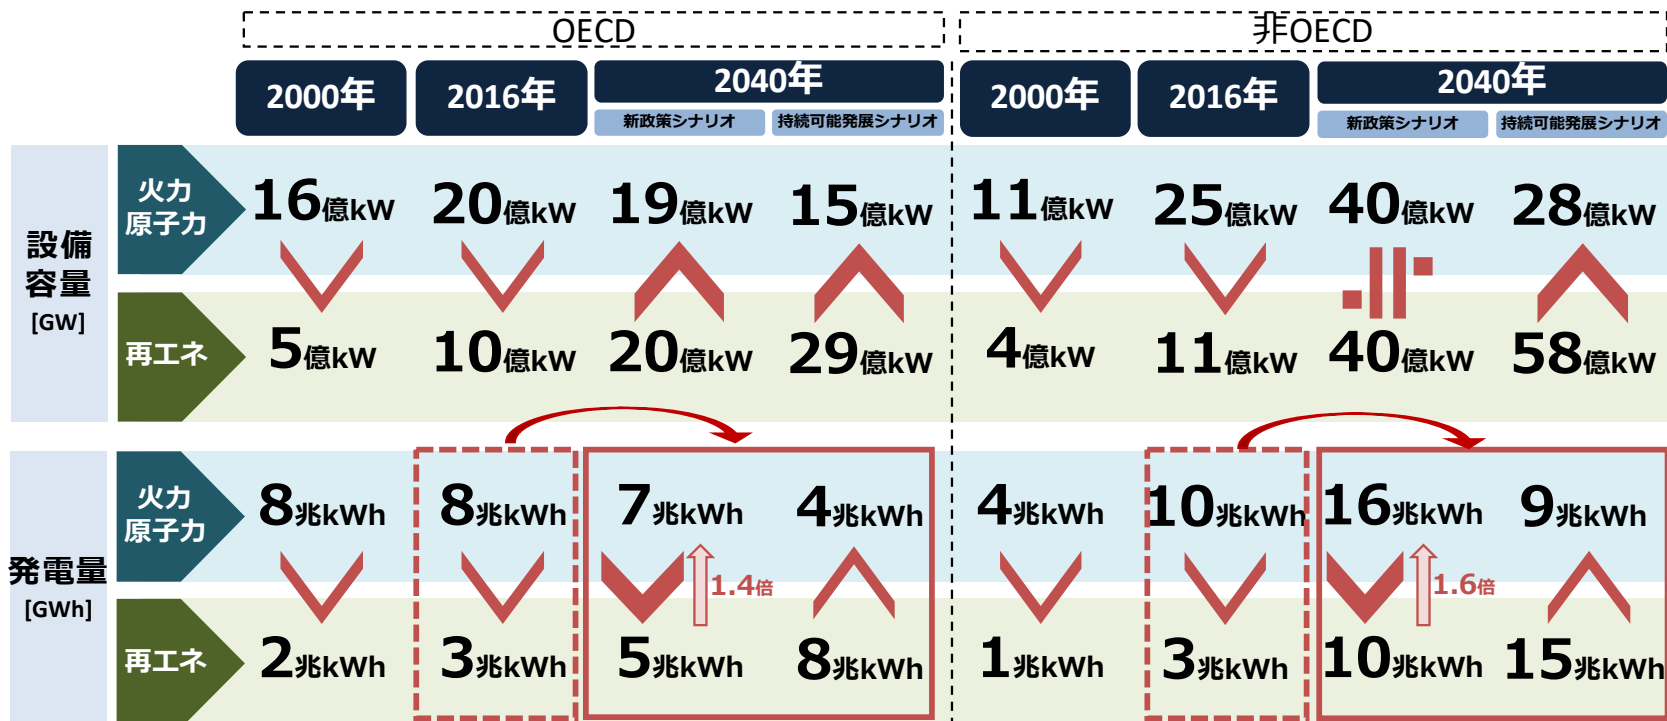 OECD
非OECD
2000年
2016年
2040年
新政策シナリオ
持続可能発展シナリオ
2000年
2016年
2040年
新政策シナリオ
持続可能発展シナリオ
設備
容量
[GW]
火力
原子力
16億kW
20億kW
19億kW
15億kW
11億kW
25億kW
40億kW
28億kW
再エネ
5億kW
10億kW
20億kW
29億kW
4億kW
11億kW
40億kW
58億kW
発電量
[GWh]
火力
原子力
8兆kWh
8兆kWh
7兆kWh
4兆kWh
4兆kWh
10兆kWh
16兆kWh
9兆kWh
1.4倍
1.6倍
再エネ
2兆kWh
3兆kWh
5兆kWh
8兆kWh
1兆kWh
3兆kWh
10兆kWh
15兆kWh